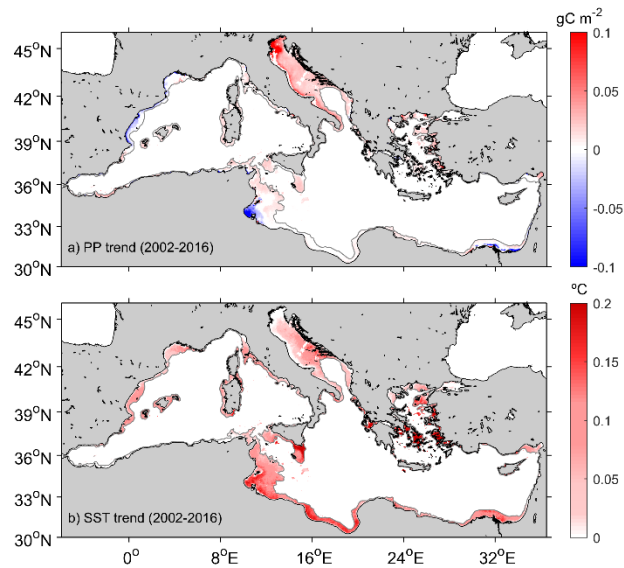 gC m⁻²
45°N
42°N
39°N
36°N
33°N
30°N
0.1
0.05
0
-0.05
-0.1
a) PP trend (2002-2016)
ºC
45°N
42°N
39°N
36°N
33°N
30°N
0.2
0.15
0.1
0.05
0
b) SST trend (2002-2016)
0° 8°E 16°E 24°E 32°E